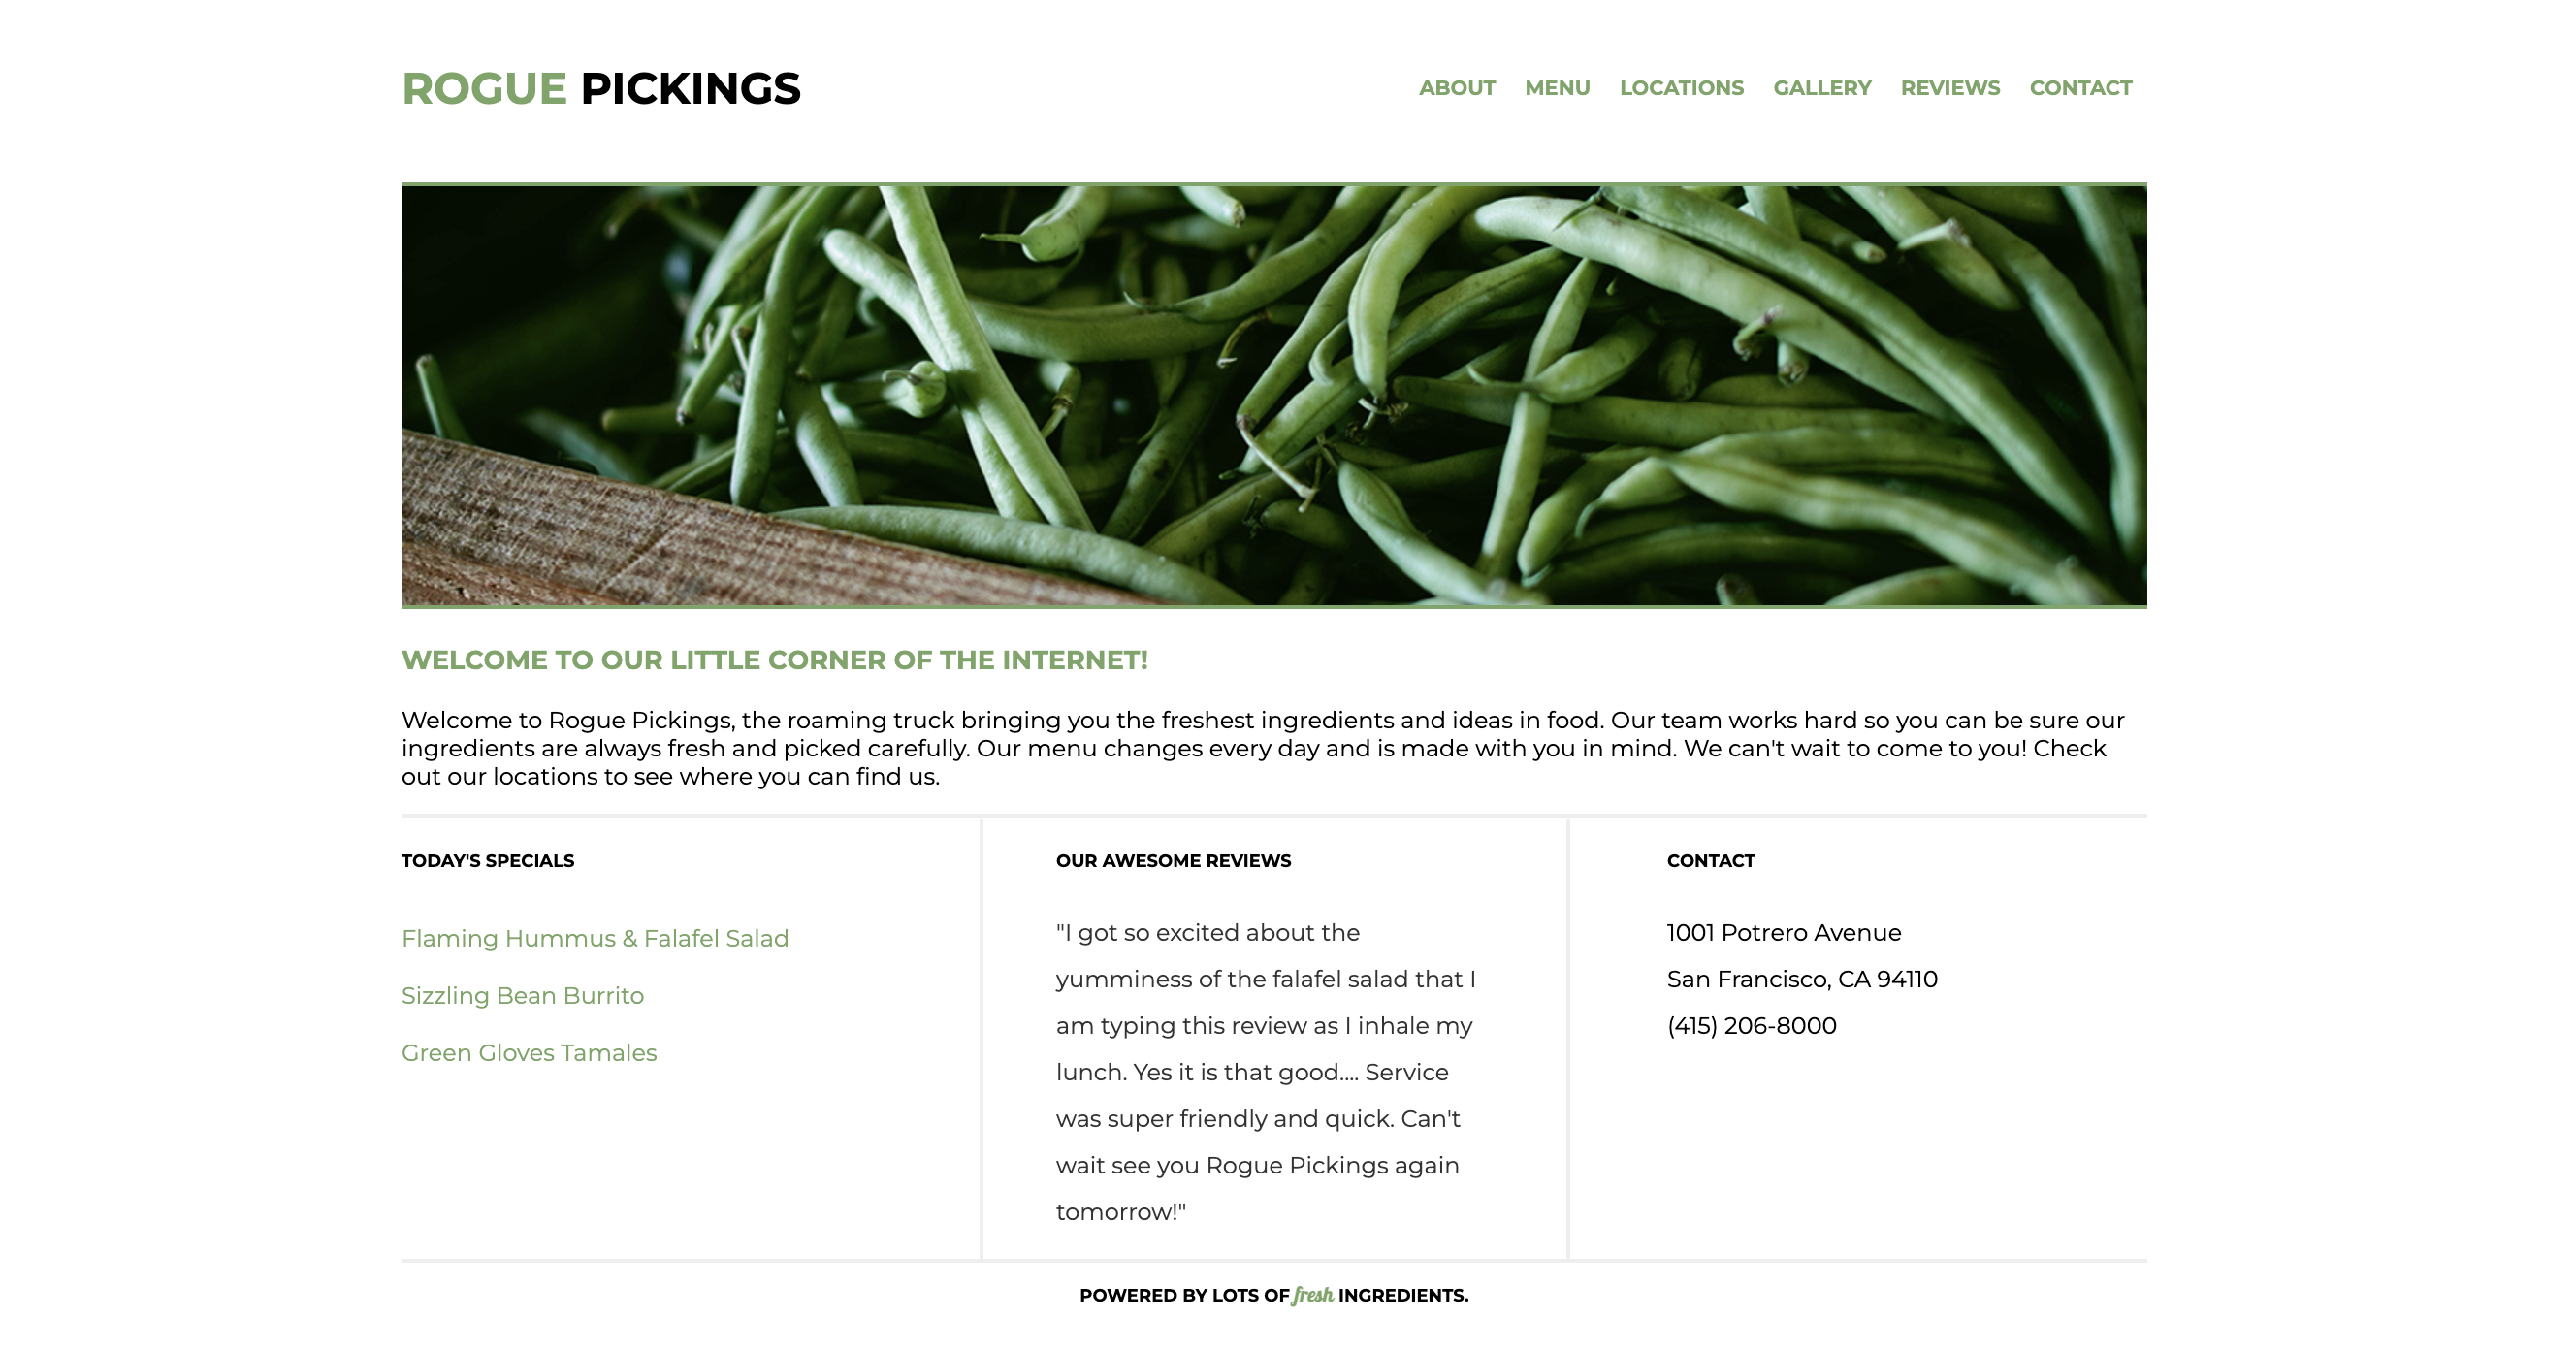 ROGUE PICKINGS
ABOUT MENU LOCATIONS GALLERY REVIEWS CONTACT
WELCOME TO OUR LITTLE CORNER OF THE INTERNET!
Welcome to Rogue Pickings, the roaming truck bringing you the freshest ingredients and ideas in food. Our team works hard so you can be sure our
ingredients are always fresh and picked carefully. Our menu changes every day and is made with you in mind. We can't wait to come to you! Check
out our locations to see where you can find us.
TODAY'S SPECIALS
Flaming Hummus & Falafel Salad
Sizzling Bean Burrito
Green Gloves Tamales
OUR AWESOME REVIEWS
"I got so excited about the
yumminess of the falafel salad that I
am typing this review as I inhale my
lunch. Yes it is that good.... Service
was super friendly and quick. Can't
wait see you Rogue Pickings again
tomorrow!"
CONTACT
1001 Potrero Avenue
San Francisco, CA 94110
(415) 206-8000
POWERED BY LOTS OF fresh INGREDIENTS.